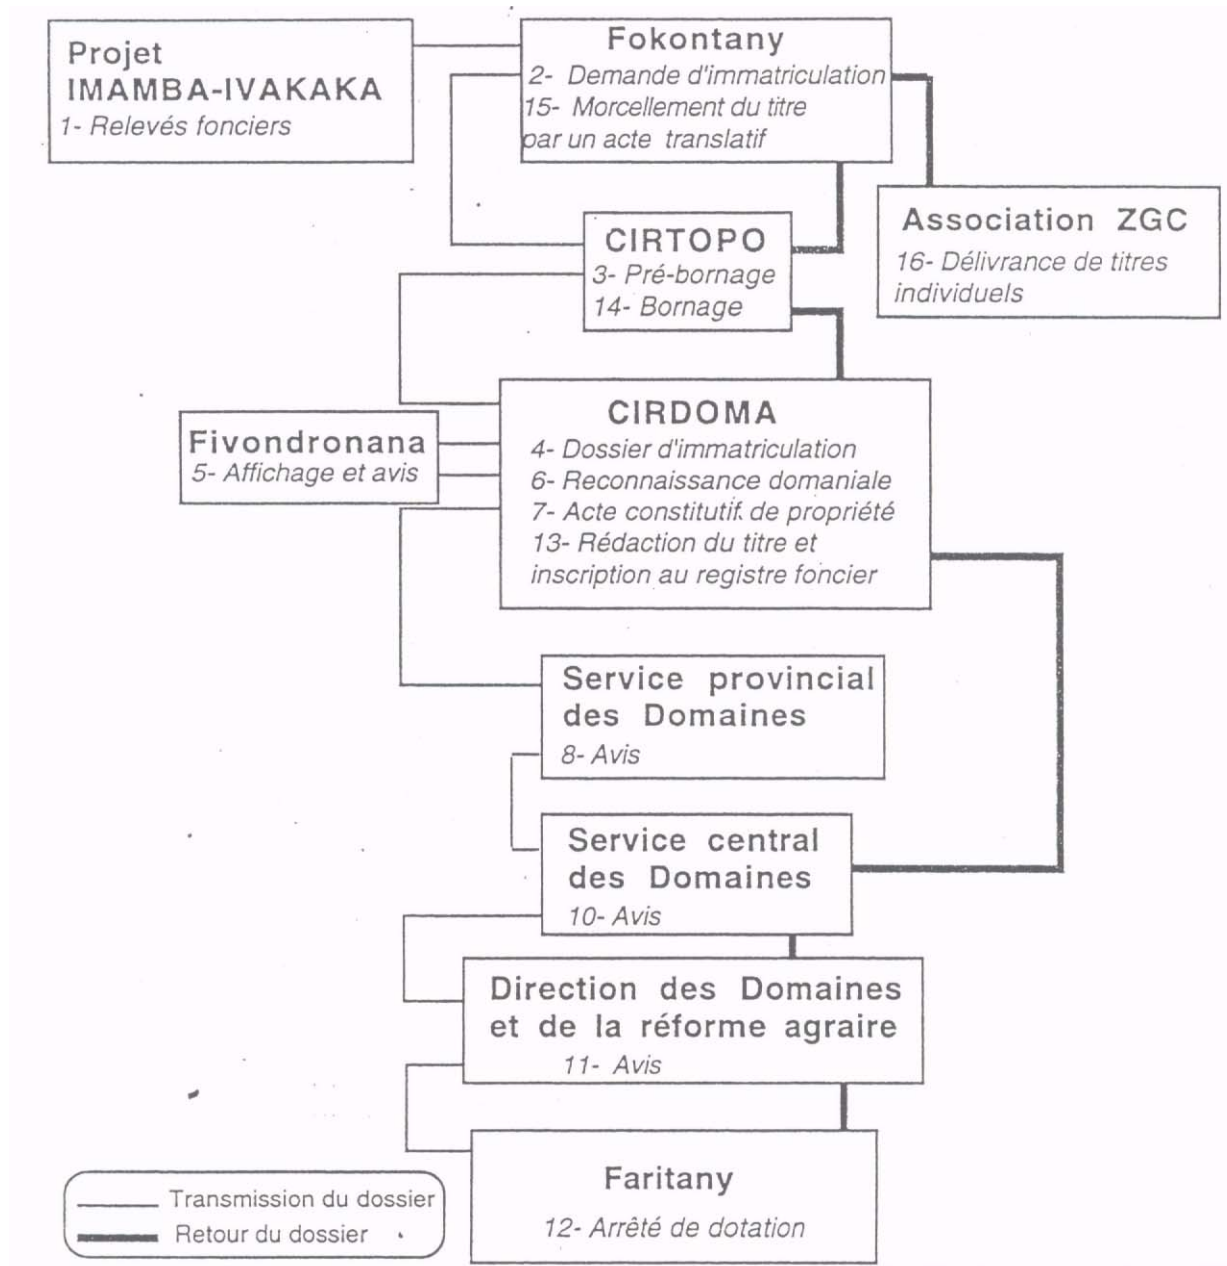 Projet
IMAMBA-IVAKAKA
1- Relevés fonciers
Fokontany
2- Demande d'immatriculation
15- Morcellement du titre
par un acte translatif
Association ZGC
16- Délivrance de titres
individuels
CIRTOPO
3- Pré-bornage
14- Bornage
Fivondronana
5- Affichage et avis
CIRDOMA
4- Dossier d'immatriculation
6- Reconnaissance domaniale
7- Acte constitutif de propriété
13- Rédaction du titre et
inscription au registre foncier
Service provincial
des Domaines
8- Avis
Service central
des Domaines
10- Avis
Direction des Domaines
et de la réforme agraire
11- Avis
Faritany
12- Arrêté de dotation
Transmission du dossier
Retour du dossier